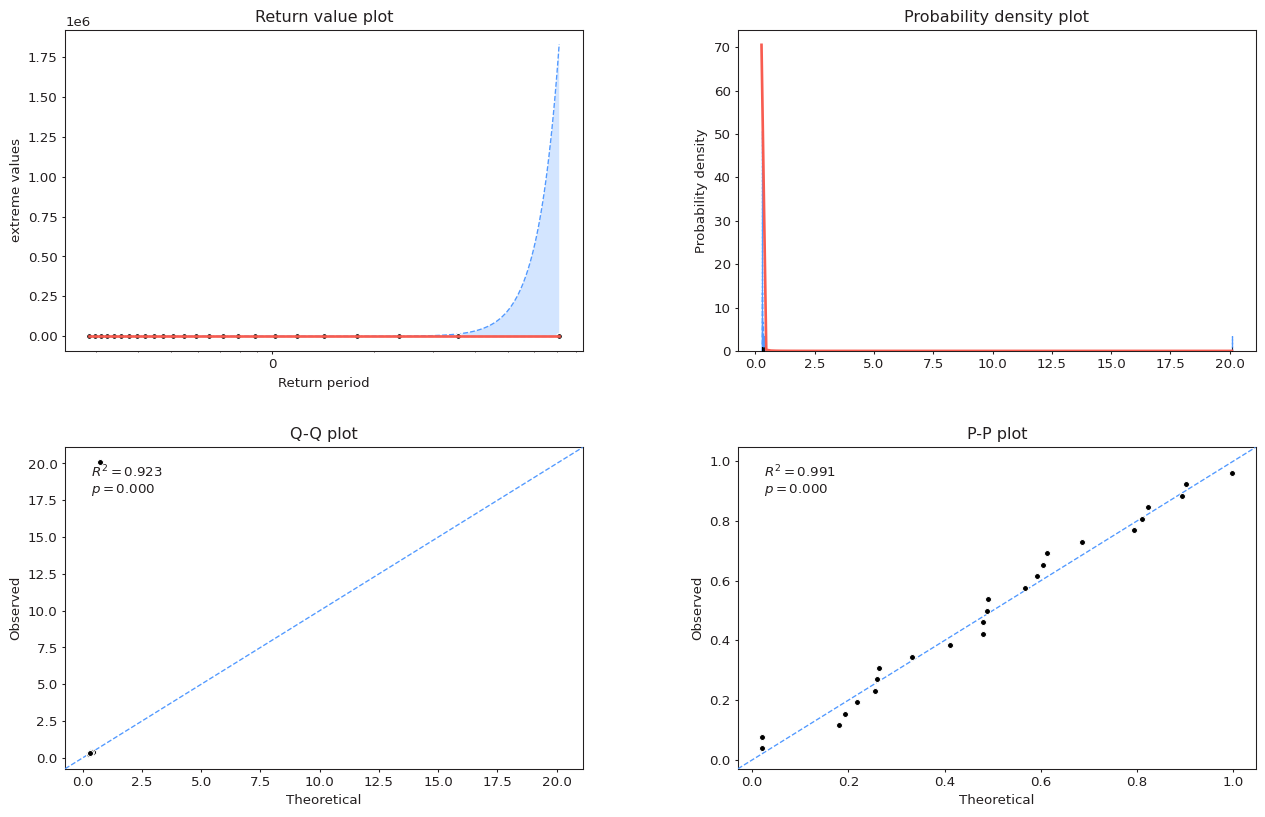 Return value plot
1e6
1.75
1.50
1.25
1.00
0.75
0.50
0.25
0.00
extreme values
0
Return period
Probability density plot
70
60
50
40
30
20
10
0
Probability density
0.0 2.5 5.0 7.5 10.0 12.5 15.0 17.5 20.0
Q-Q plot
R² = 0.923
p = 0.000
20.0
17.5
15.0
12.5
10.0
7.5
5.0
2.5
0.0
Observed
0.0 2.5 5.0 7.5 10.0 12.5 15.0 17.5 20.0
Theoretical
P-P plot
R² = 0.991
p = 0.000
1.0
0.8
0.6
0.4
0.2
0.0
Observed
0.0 0.2 0.4 0.6 0.8 1.0
Theoretical